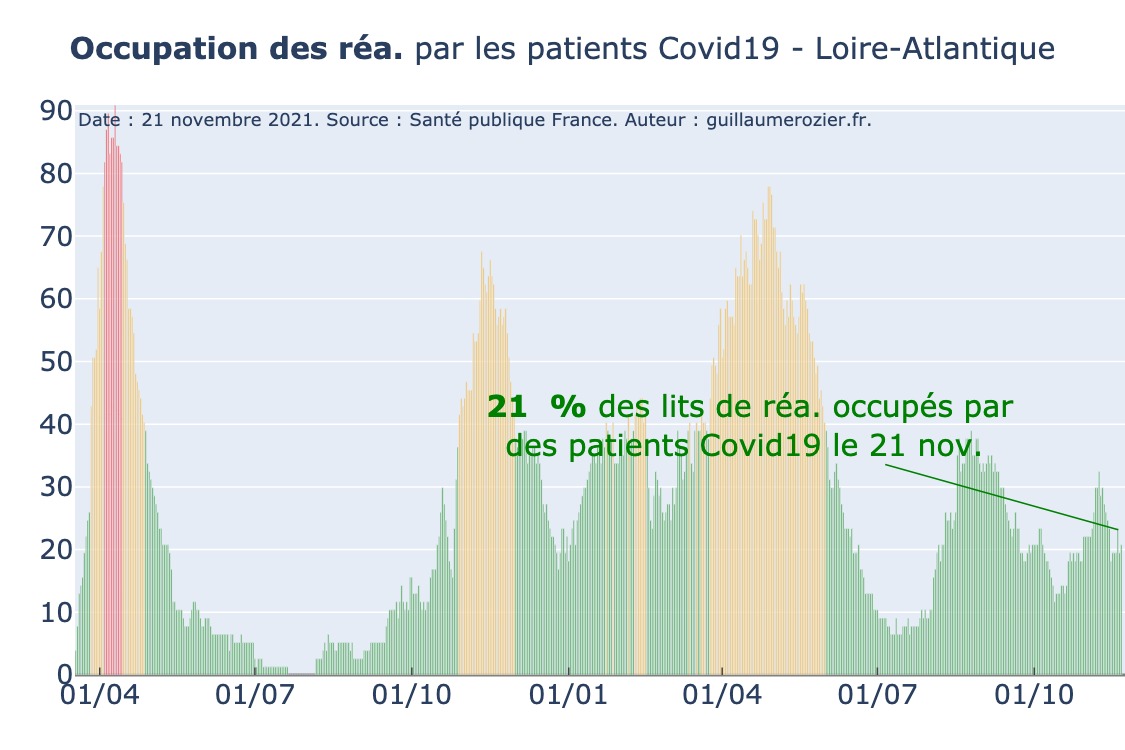 Occupation des réa. par les patients Covid19 - Loire-Atlantique
Date : 21 novembre 2021. Source : Santé publique France. Auteur : guillaumerozier.fr.
90
80
70
60
50
40
30
20
10
0
21 % des lits de réa. occupés par
des patients Covid19 le 21 nov.
01/04 01/07 01/10 01/01 01/04 01/07 01/10